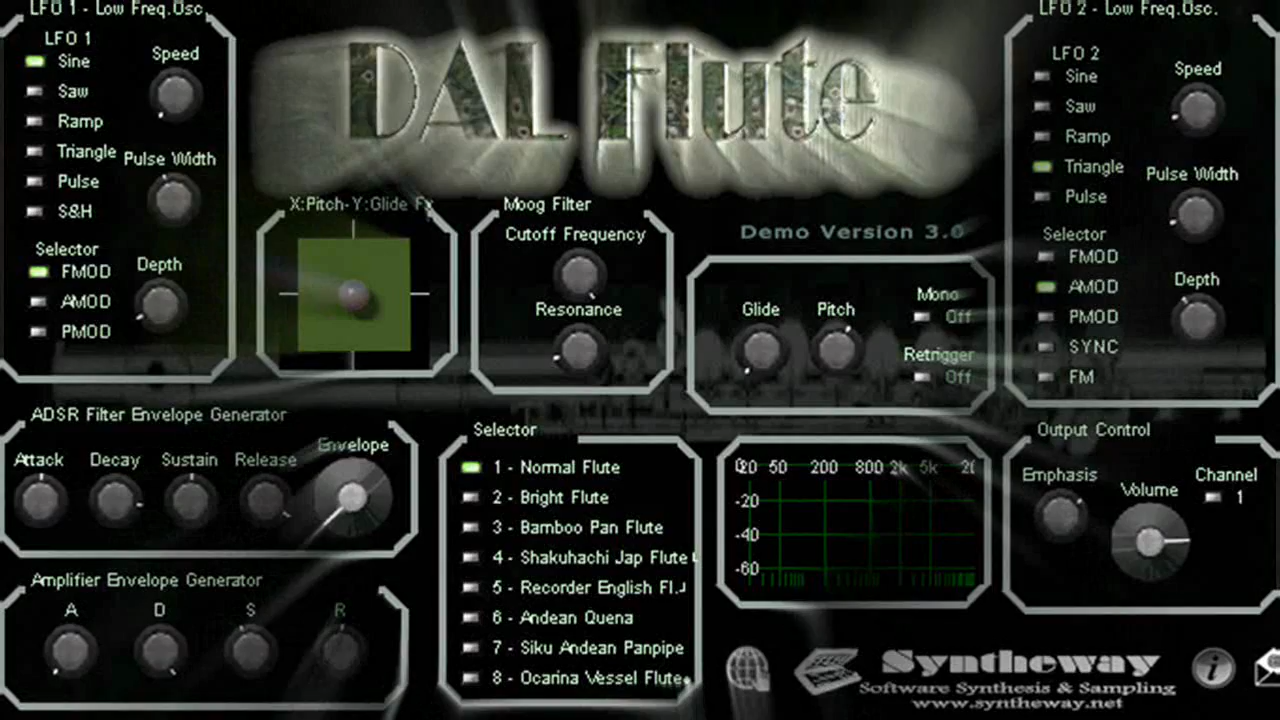 LFO 1 - Low Freq.Osc
LFO 1
Sine
Saw
Ramp
Triangle
Pulse
S&H
Speed
Pulse Width
Selector
FMOD
AMOD
PMOD
Depth
DAL Flute
X:Pitch-Y:Glide Fx
Moog Filter
Cutoff Frequency
Resonance
Demo Version 3.0
Glide
Pitch
Mono
Off
Retrigger
Off
LFO 2 - Low Freq.Osc.
LFO 2
Sine
Saw
Ramp
Triangle
Pulse
Speed
Pulse Width
Selector
FMOD
AMOD
PMOD
SYNC
FM
Depth
ADSR Filter Envelope Generator
Attack Decay Sustain Release Envelope
Amplifier Envelope Generator
A D S R
Selector
1 - Normal Flute
2 - Bright Flute
3 - Bamboo Pan Flute
4 - Shakuhachi Jap Flute
5 - Recorder English Fl.
6 - Andean Quena
7 - Siku Andean Panpipe
8 - Ocarina Vessel Flute
20 50 200 800 2k 5k
-20
-40
-60
Output Control
Emphasis
Volume
Channel
1
Syntheway
Software Synthesis & Sampling
www.syntheway.net